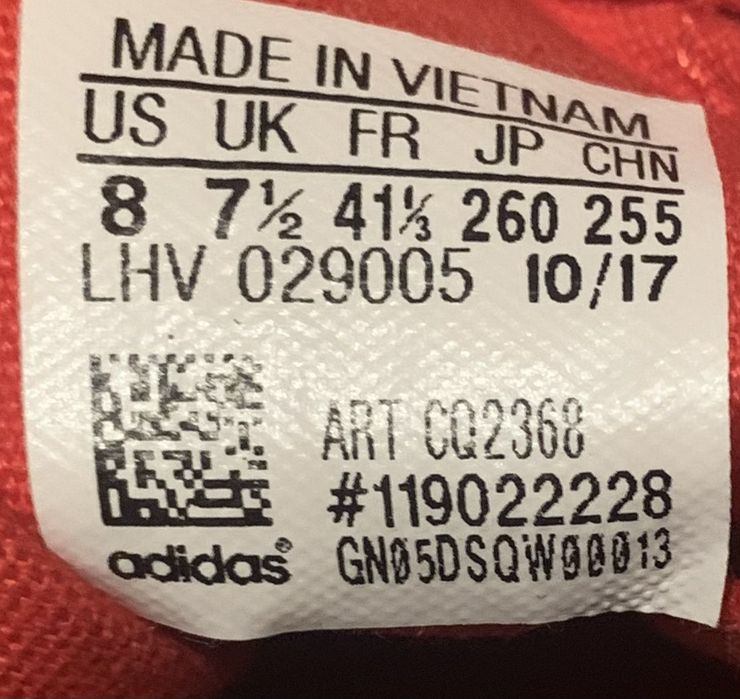 MADE IN VIETNAM
US UK FR JP CHN
8 7½ 41⅓ 260 255
LHV 029005 10/17
ART CQ2368
#119022228
adidas® GN05DSQW00013